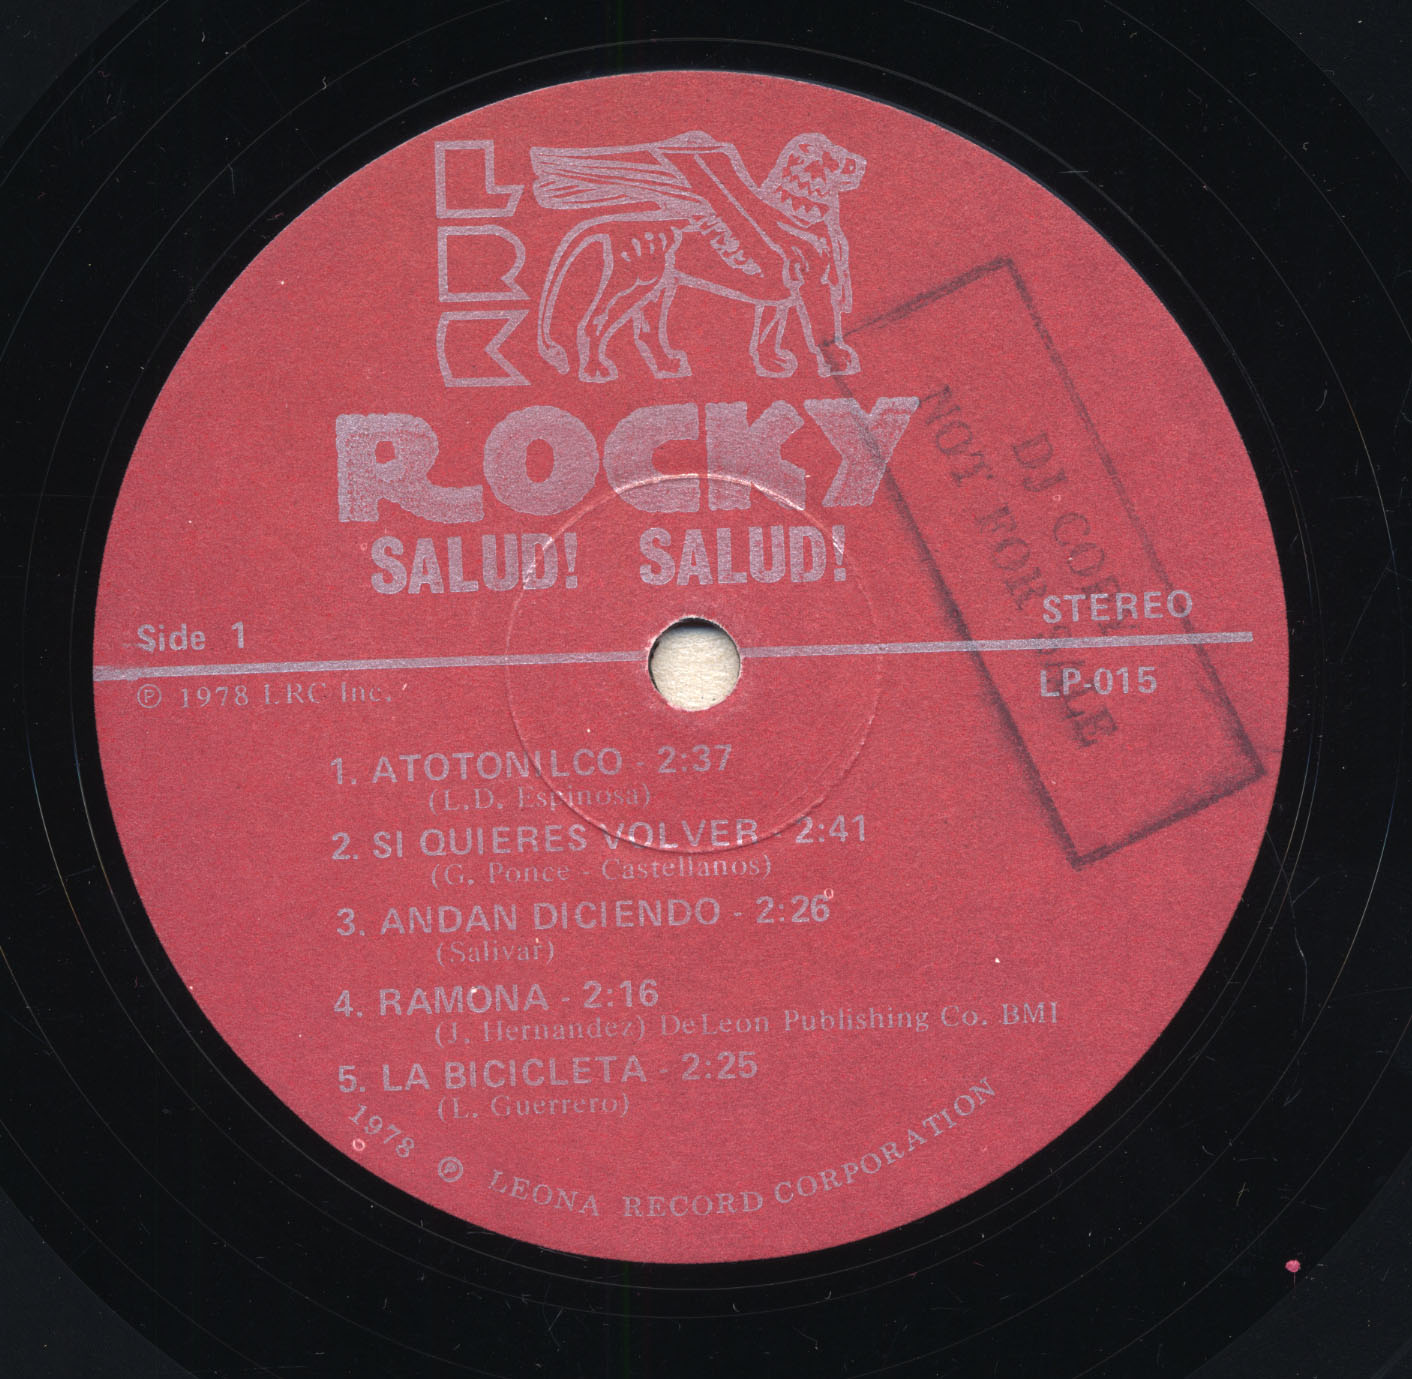 LRC
ROCKY
SALUD! SALUD!
Side 1
STEREO
℗ 1978 LRC Inc.
LP-015
DJ COPY
NOT FOR SALE
1. ATOTONILCO - 2:37
(L.D. Espinosa)
2. SI QUIERES VOLVER - 2:41
(G. Ponce - Castellanos)
3. ANDAN DICIENDO - 2:26
(Salivar)
4. RAMONA - 2:16
(J. Hernandez) DeLeon Publishing Co. BMI
5. LA BICICLETA - 2:25
(L. Guerrero)
1978 ℗ LEONA RECORD CORPORATION